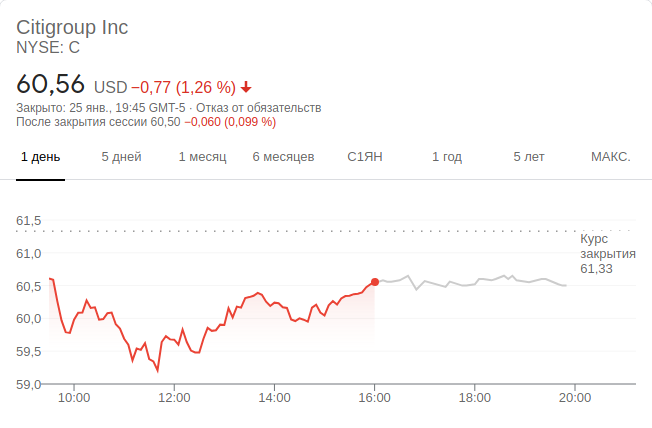 Citigroup Inc
NYSE: C
60,56 USD −0,77 (1,26 %)
Закрыто: 25 янв., 19:45 GMT-5 · Отказ от обязательств
После закрытия сессии 60,50 −0,060 (0,099 %)
1 день 5 дней 1 месяц 6 месяцев С1ЯН 1 год 5 лет МАКС.
61,5
Курс
закрытия
61,33
61,0
60,5
60,0
59,5
59,0
10:00 12:00 14:00 16:00 18:00 20:00